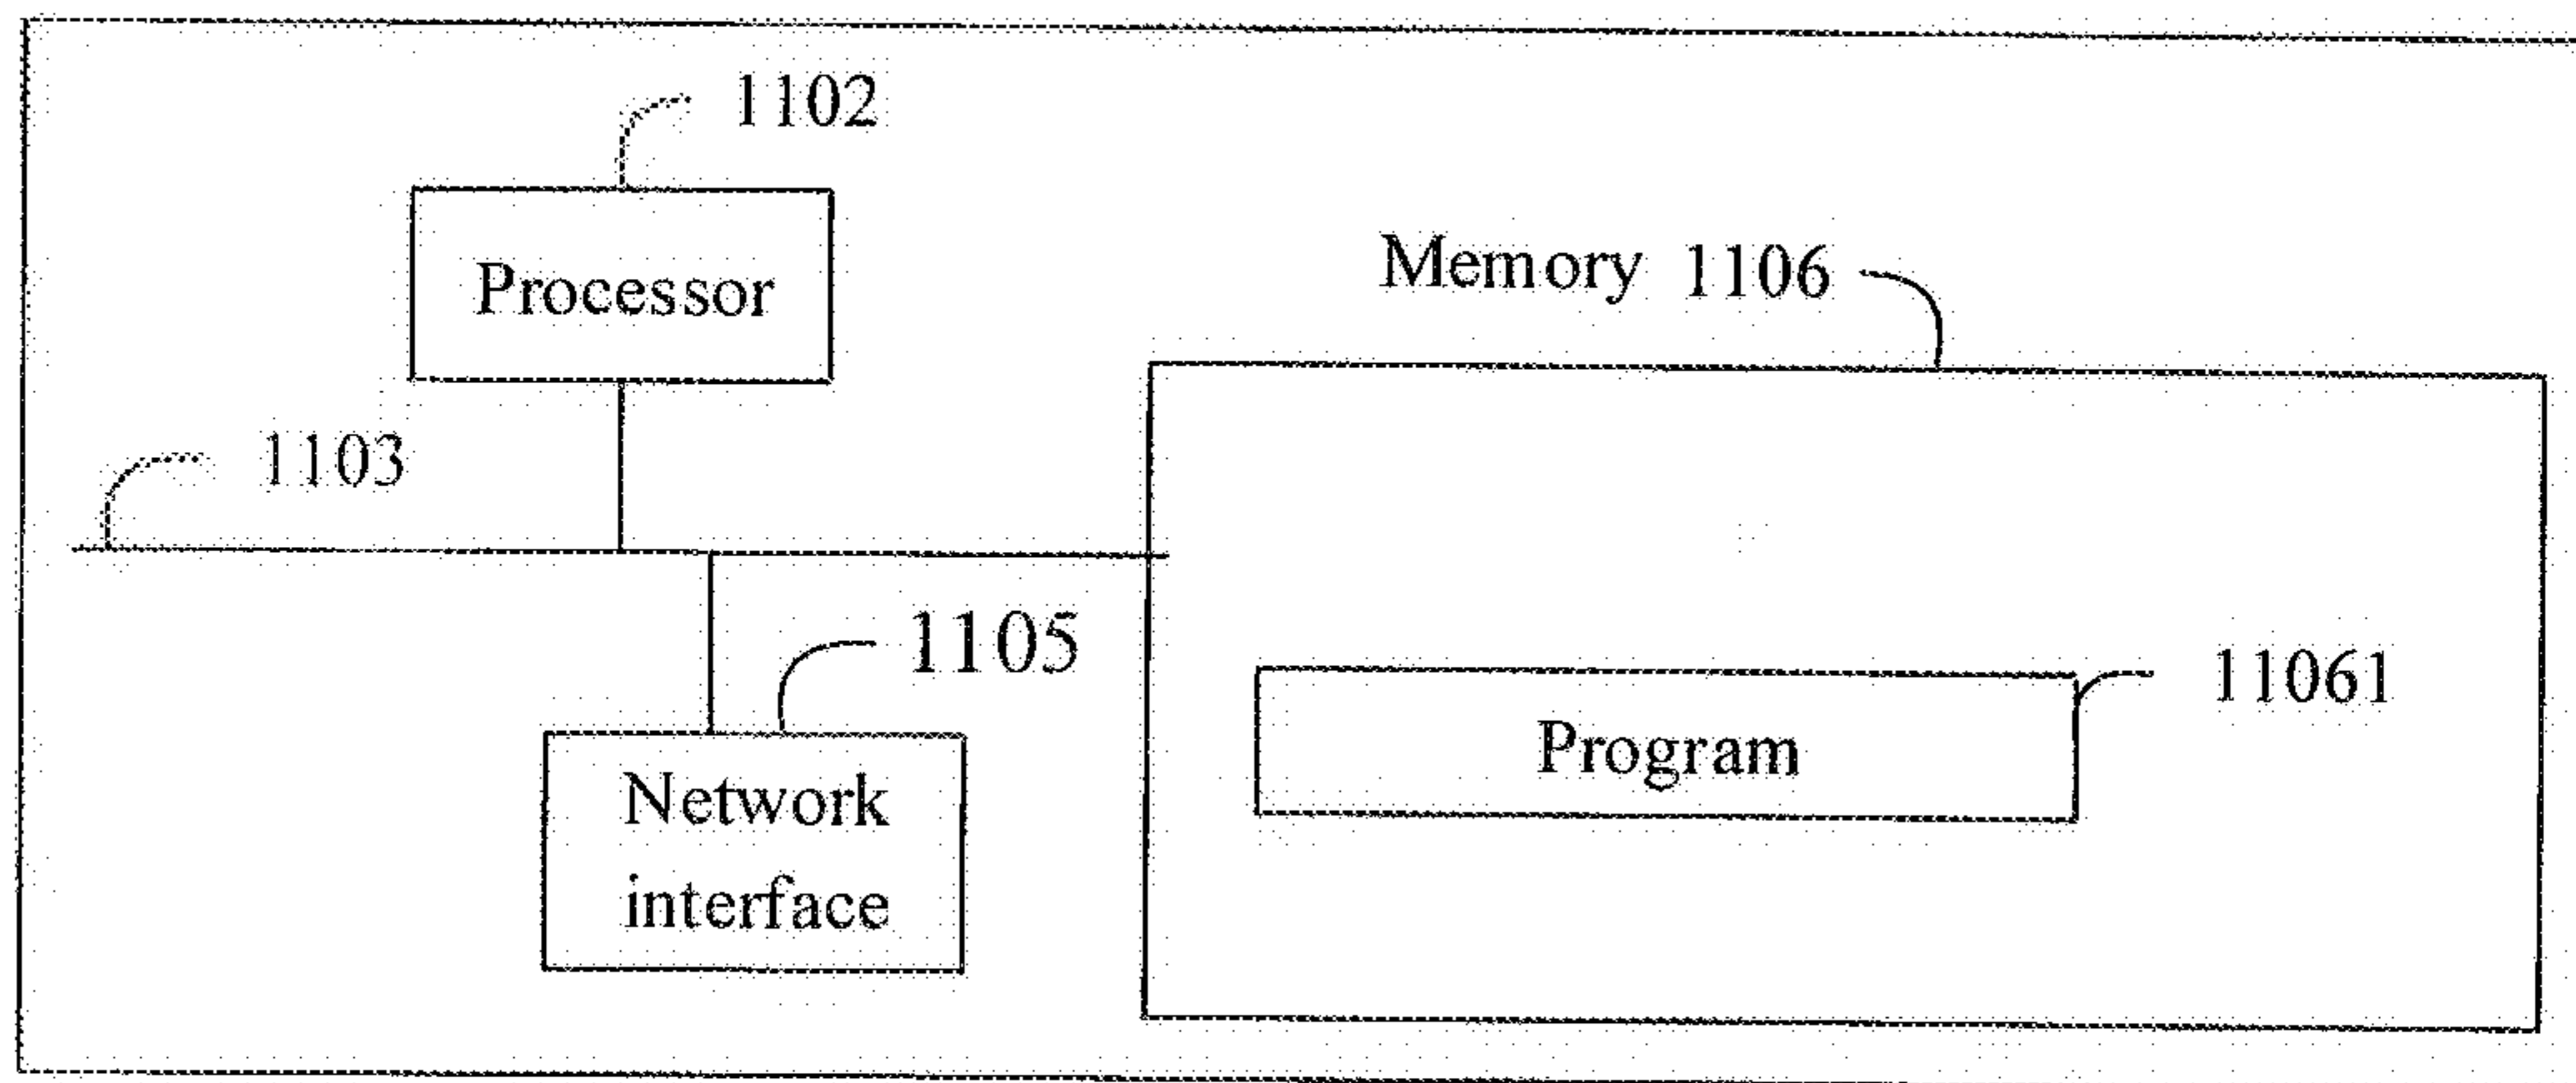 1102
Processor
Memory 1106
1103
1105
11061
Program
Network
interface